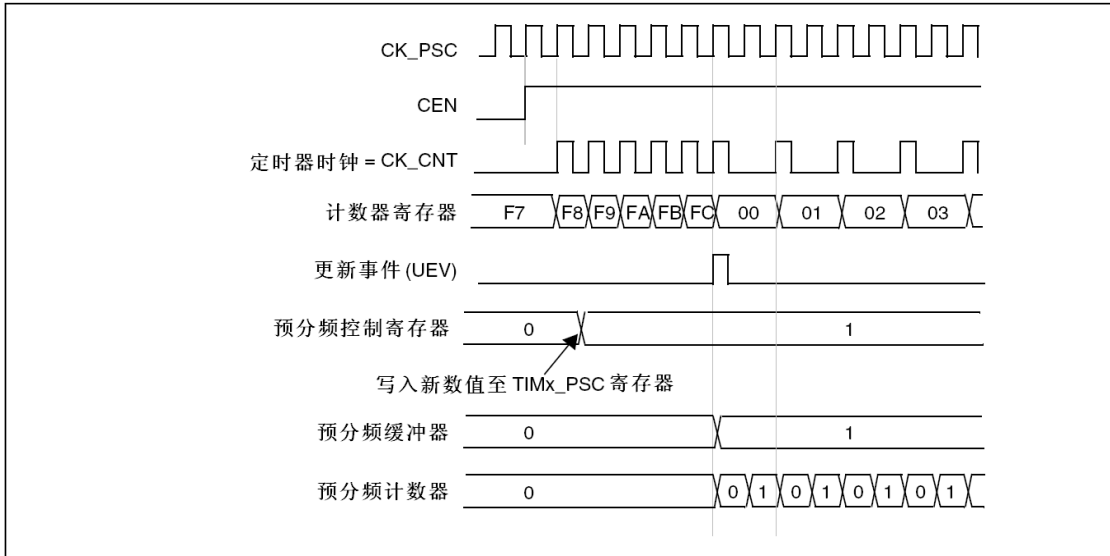 CK_PSC
CEN
定时器时钟 = CK_CNT
计数器寄存器 F7 F8 F9 FA FB FC 00 01 02 03
更新事件 (UEV)
预分频控制寄存器 0 1
写入新数值至 TIMx_PSC 寄存器
预分频缓冲器 0 1
预分频计数器 0 0 1 0 1 0 1 0 1